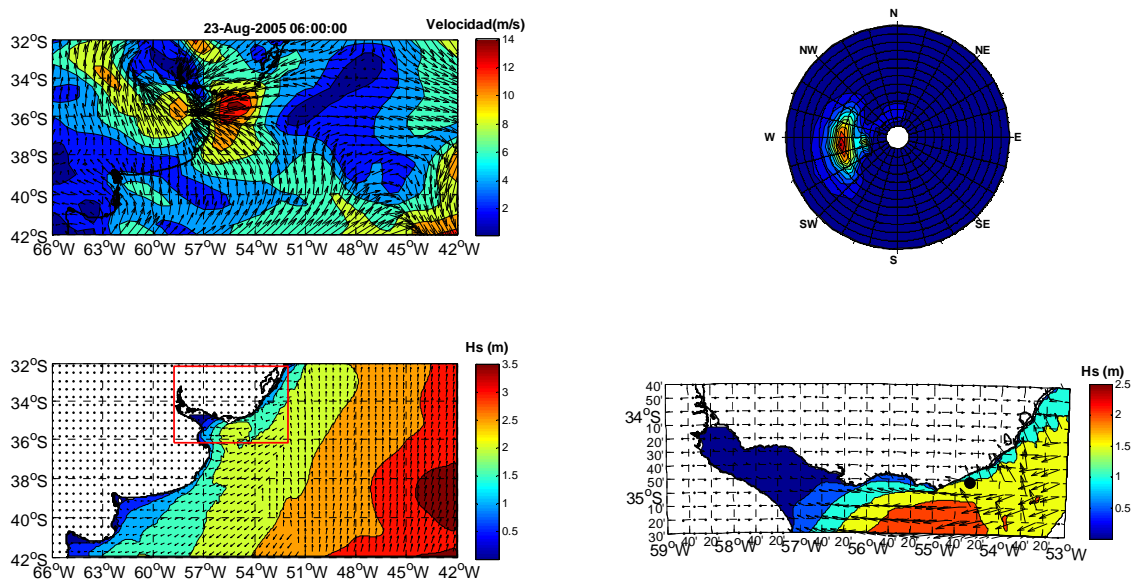 Velocidad(m/s)
23-Aug-2005 06:00:00
32°S
34°S
36°S
38°S
40°S
42°S
66°W 63°W 60°W 57°W 54°W 51°W 48°W 45°W 42°W
14
12
10
8
6
4
2
N
NW
NE
W
E
SW
SE
S
Hs (m)
32°S
34°S
36°S
38°S
40°S
42°S
66°W 63°W 60°W 57°W 54°W 51°W 48°W 45°W 42°W
3.5
3
2.5
2
1.5
1
0.5
Hs (m)
40'
50'
34°S
10'
20'
30'
40'
50'
35°S
10'
20'
30'
59°W 40' 20' 58°W 40' 20' 57°W 40' 20' 56°W 40' 20' 55°W 40' 20' 54°W 40' 20' 53°W
2.5
2
1.5
1
0.5